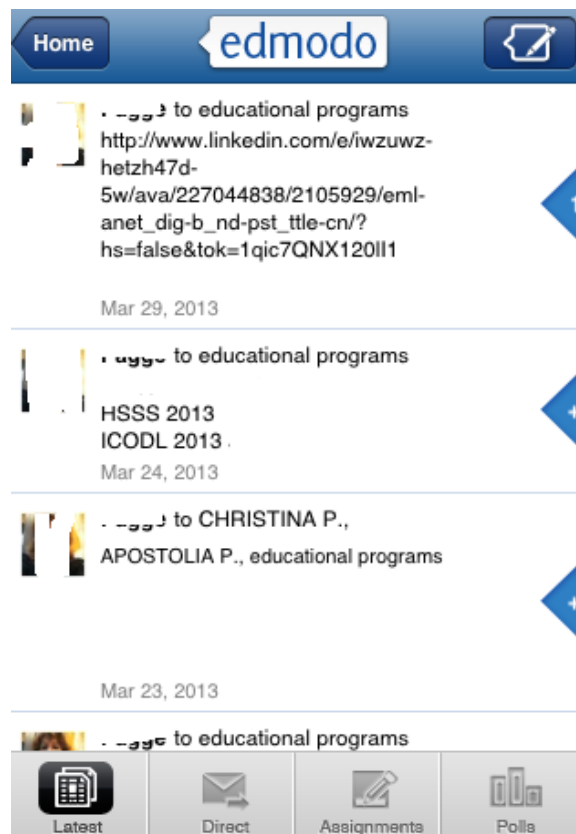 Home
edmodo
to educational programs
http://www.linkedin.com/e/iwzuwz-
hetzh47d-
5w/ava/227044838/2105929/eml-
anet_dig-b_nd-pst_ttle-cn/?
hs=false&tok=1qic7QNX120lI1
Mar 29, 2013
to educational programs
HSSS 2013
ICODL 2013
Mar 24, 2013
to CHRISTINA P.,
APOSTOLIA P., educational programs
Mar 23, 2013
to educational programs
Latest
Direct
Assignments
Polls